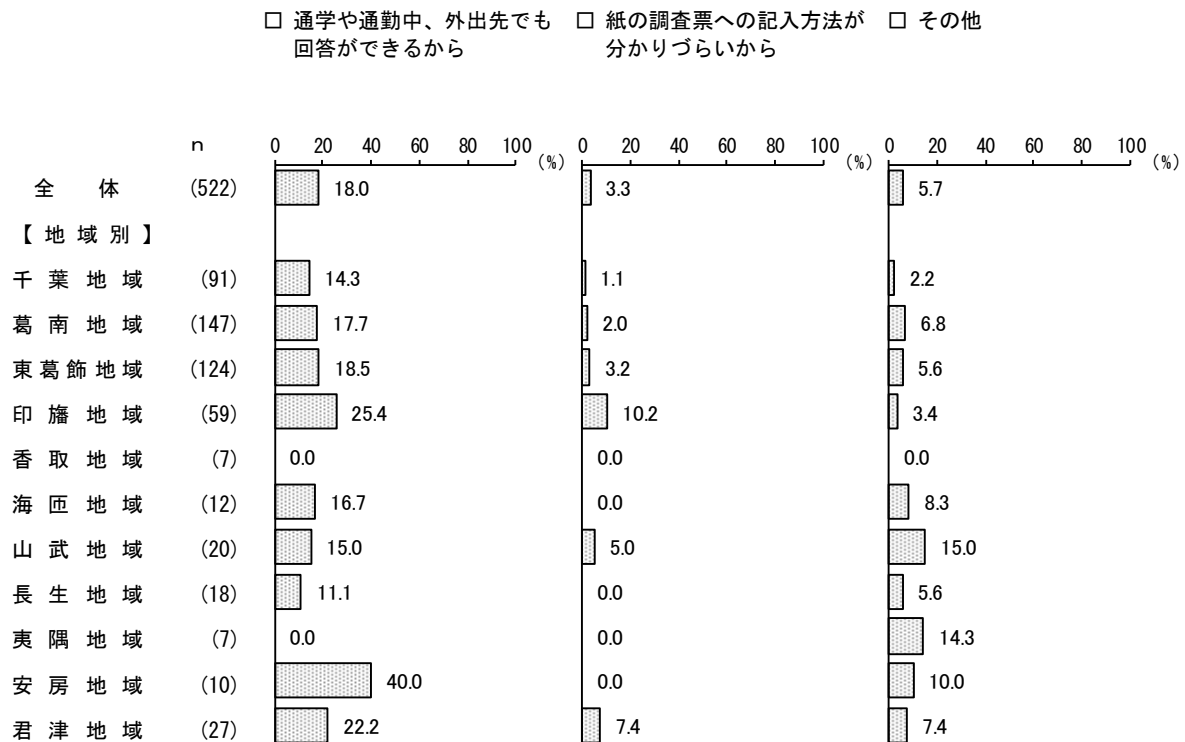 □ 通学や通勤中、外出先でも
回答ができるから
□ 紙の調査票への記入方法が
分かりづらいから
□ その他
n 0 20 40 60 80 100 (%) 0 20 40 60 80 100 (%) 0 20 40 60 80 100 (%)
全体 (522) 18.0 3.3 5.7
【地域別】
千葉地域 (91) 14.3 1.1 2.2
葛南地域 (147) 17.7 2.0 6.8
東葛飾地域 (124) 18.5 3.2 5.6
印旛地域 (59) 25.4 10.2 3.4
香取地域 (7) 0.0 0.0 0.0
海匝地域 (12) 16.7 0.0 8.3
山武地域 (20) 15.0 5.0 15.0
長生地域 (18) 11.1 0.0 5.6
夷隅地域 (7) 0.0 0.0 14.3
安房地域 (10) 40.0 0.0 10.0
君津地域 (27) 22.2 7.4 7.4